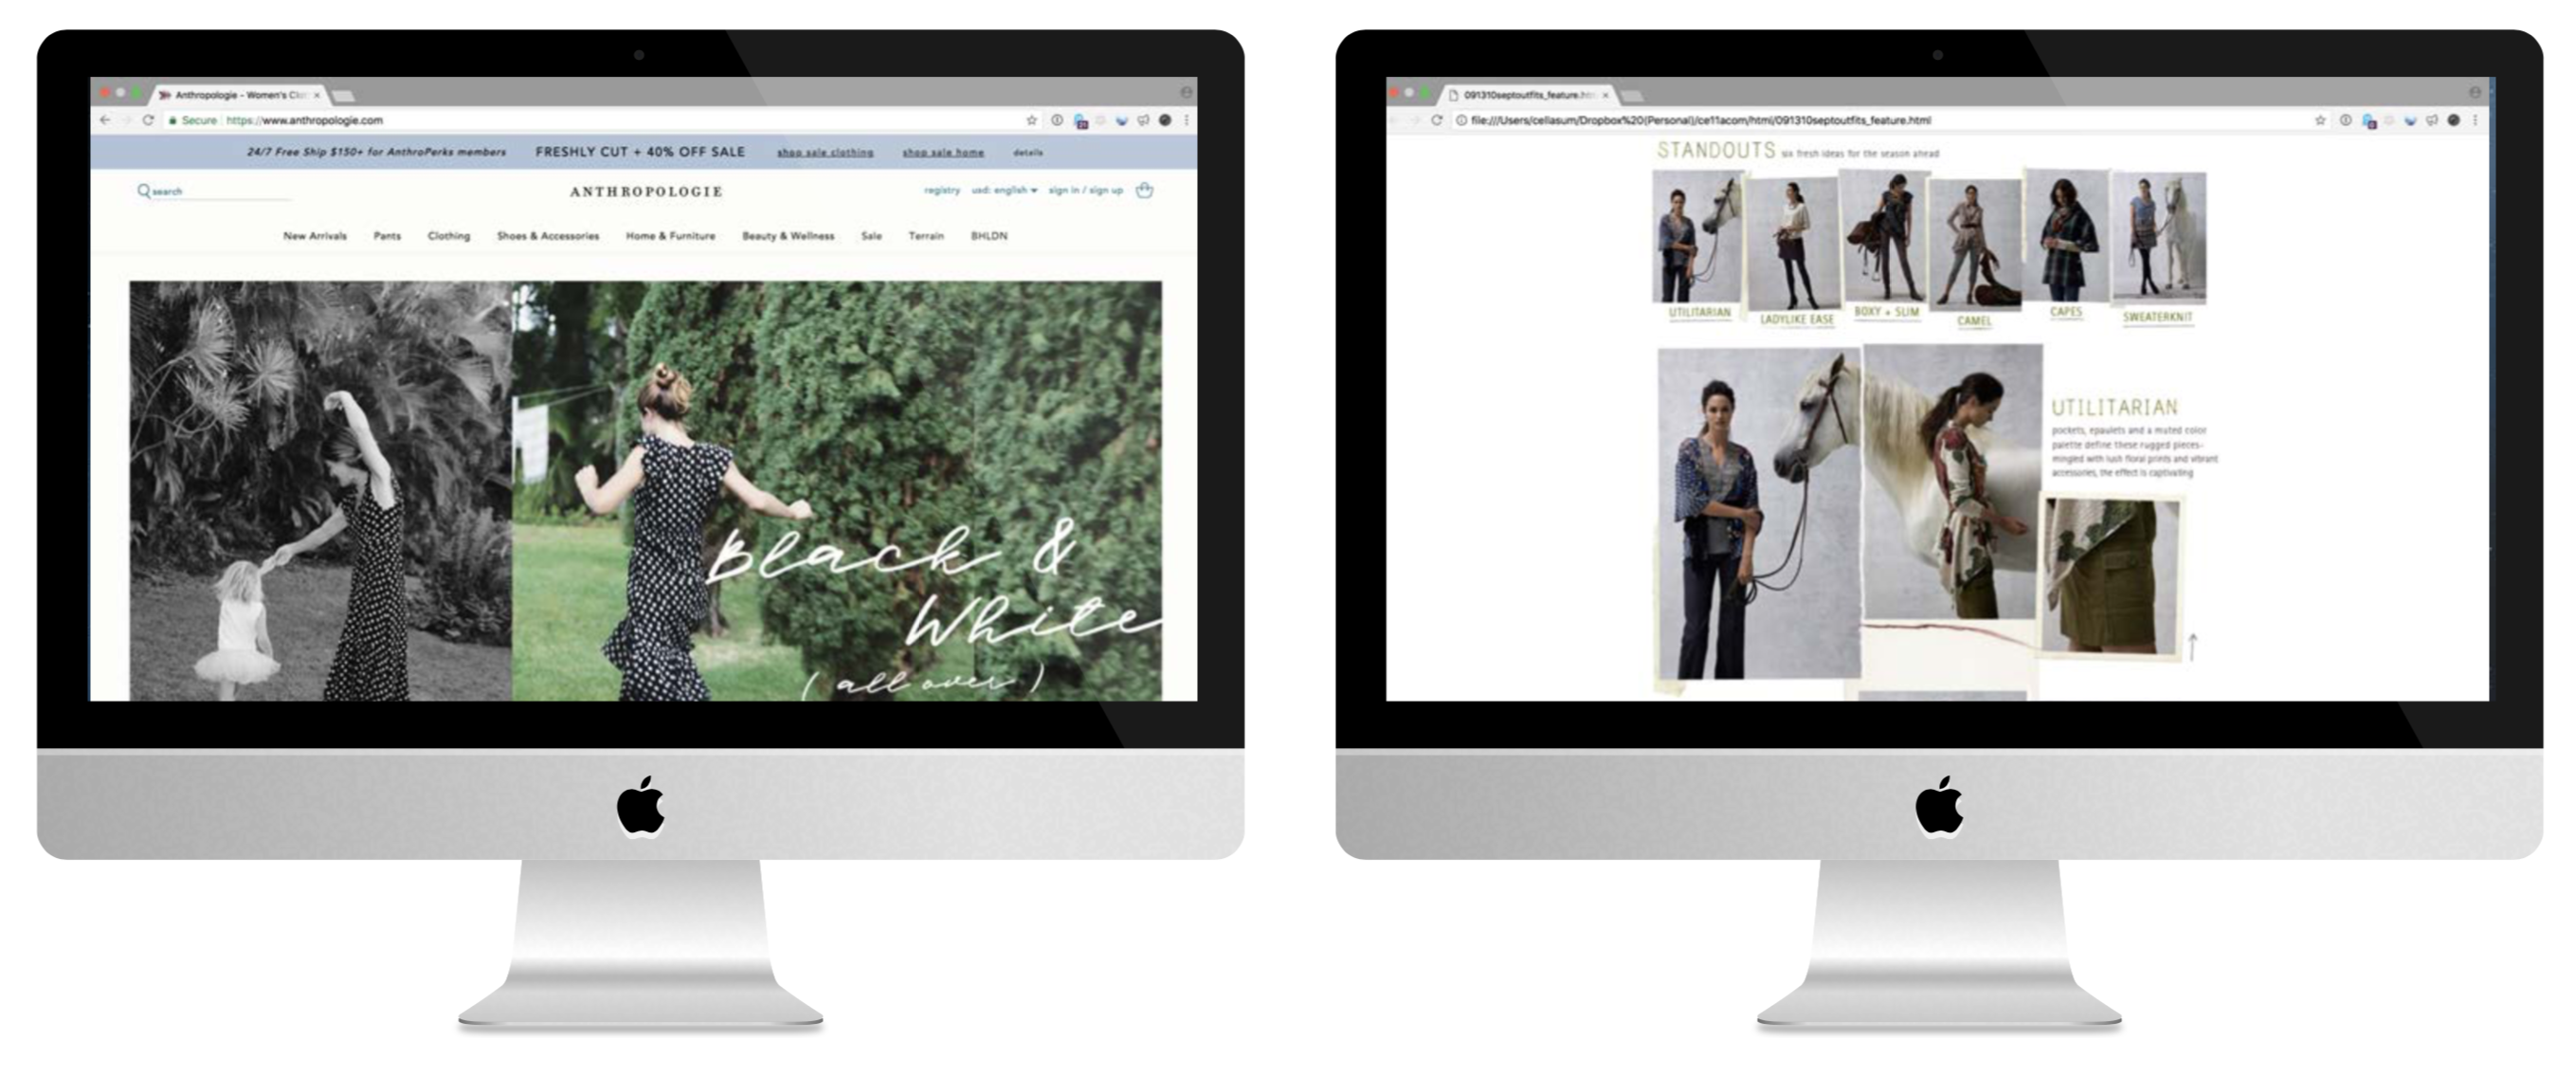 Anthropologie - Women's Clo
Secure https://www.anthropologie.com
24/7 Free Ship $150+ for AnthroPerks members FRESHLY CUT + 40% OFF SALE shop sale clothing shop sale home details
search ANTHROPOLOGIE registry usd: english sign in / sign up
New Arrivals Pants Clothing Shoes & Accessories Home & Furniture Beauty & Wellness Sale Terrain BHLDN
Black &
White
( all over )
091310septoutfits_feature.htm
file:///Users/cellasum/Dropbox%20(Personal)/ce11acom/html/091310septoutfits_feature.html
STANDOUTS six fresh ideas for the season ahead
UTILITARIAN LADYLIKE EASE BOXY + SLIM CAMEL CAPES SWEATERKNIT
UTILITARIAN
pockets, epaulets and a muted color
palette define these rugged pieces-
mingled with lush floral prints and vibrant
accessories, the effect is captivating